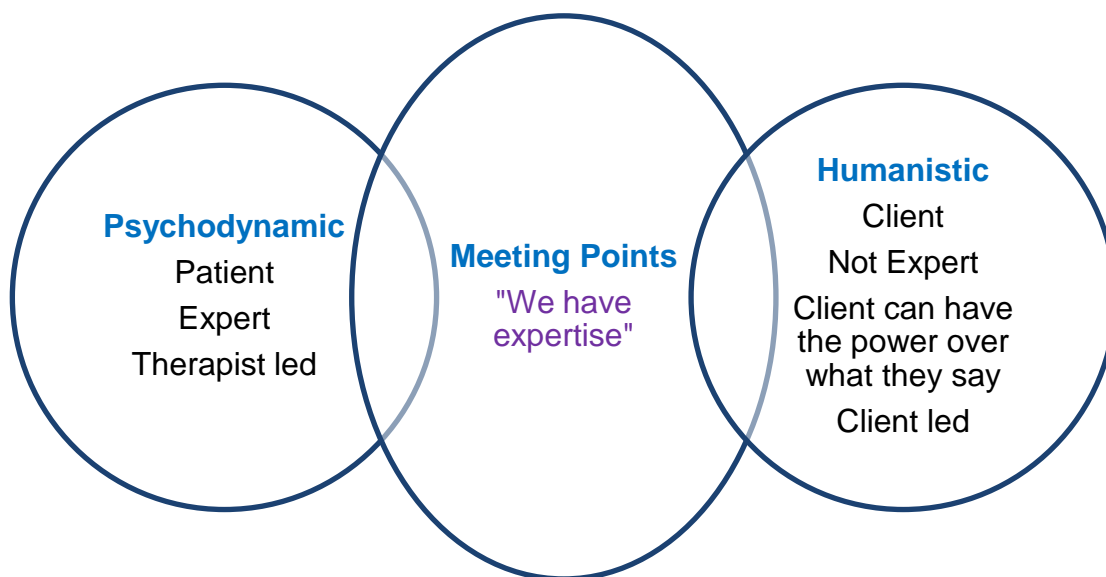 Psychodynamic
Patient
Expert
Therapist led
Meeting Points
"We have
expertise"
Humanistic
Client
Not Expert
Client can have
the power over
what they say
Client led